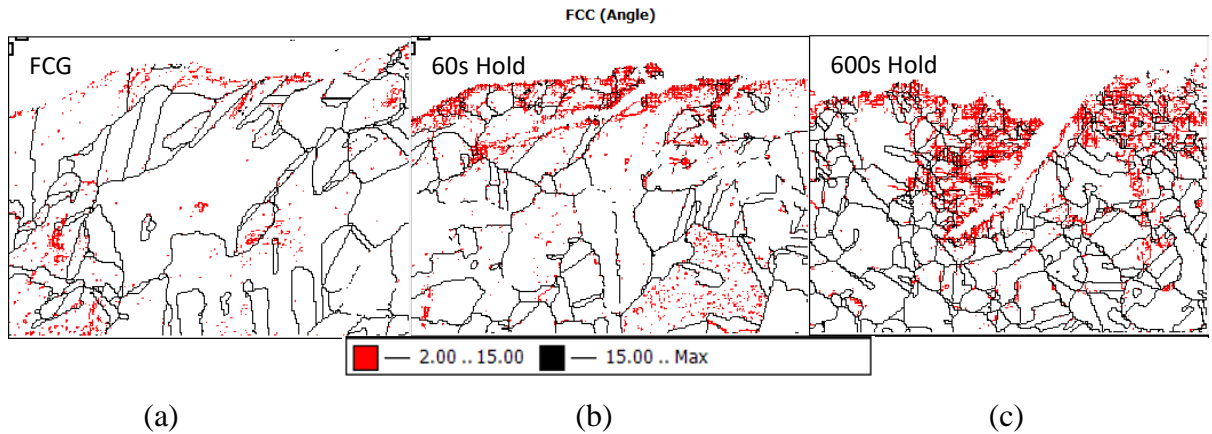 FCC (Angle)
FCG
60s Hold
600s Hold
— 2.00 .. 15.00 — 15.00 .. Max
(a)
(b)
(c)